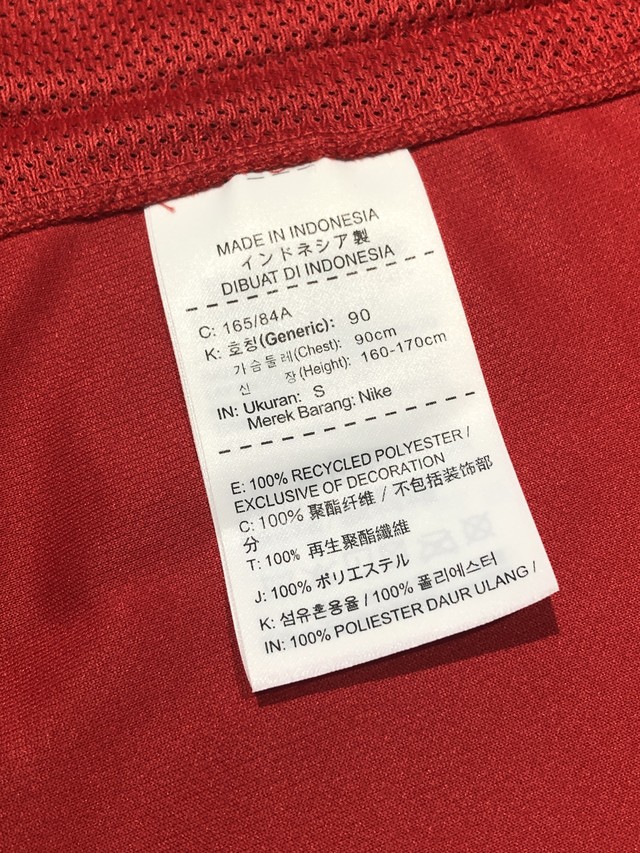 MADE IN INDONESIA
インドネシア製
DIBUAT DI INDONESIA
C: 165/84A
K: 호칭(Generic): 90
가슴둘레(Chest): 90cm
신 장(Height): 160-170cm
IN: Ukuran: S
Merek Barang: Nike
E: 100% RECYCLED POLYESTER /
EXCLUSIVE OF DECORATION
C: 100% 聚酯纤维 / 不包括装饰部
分
T: 100% 再生聚酯纖維
J: 100% ポリエステル
K: 섬유혼용율 / 100% 폴리에스터
IN: 100% POLIESTER DAUR ULANG /